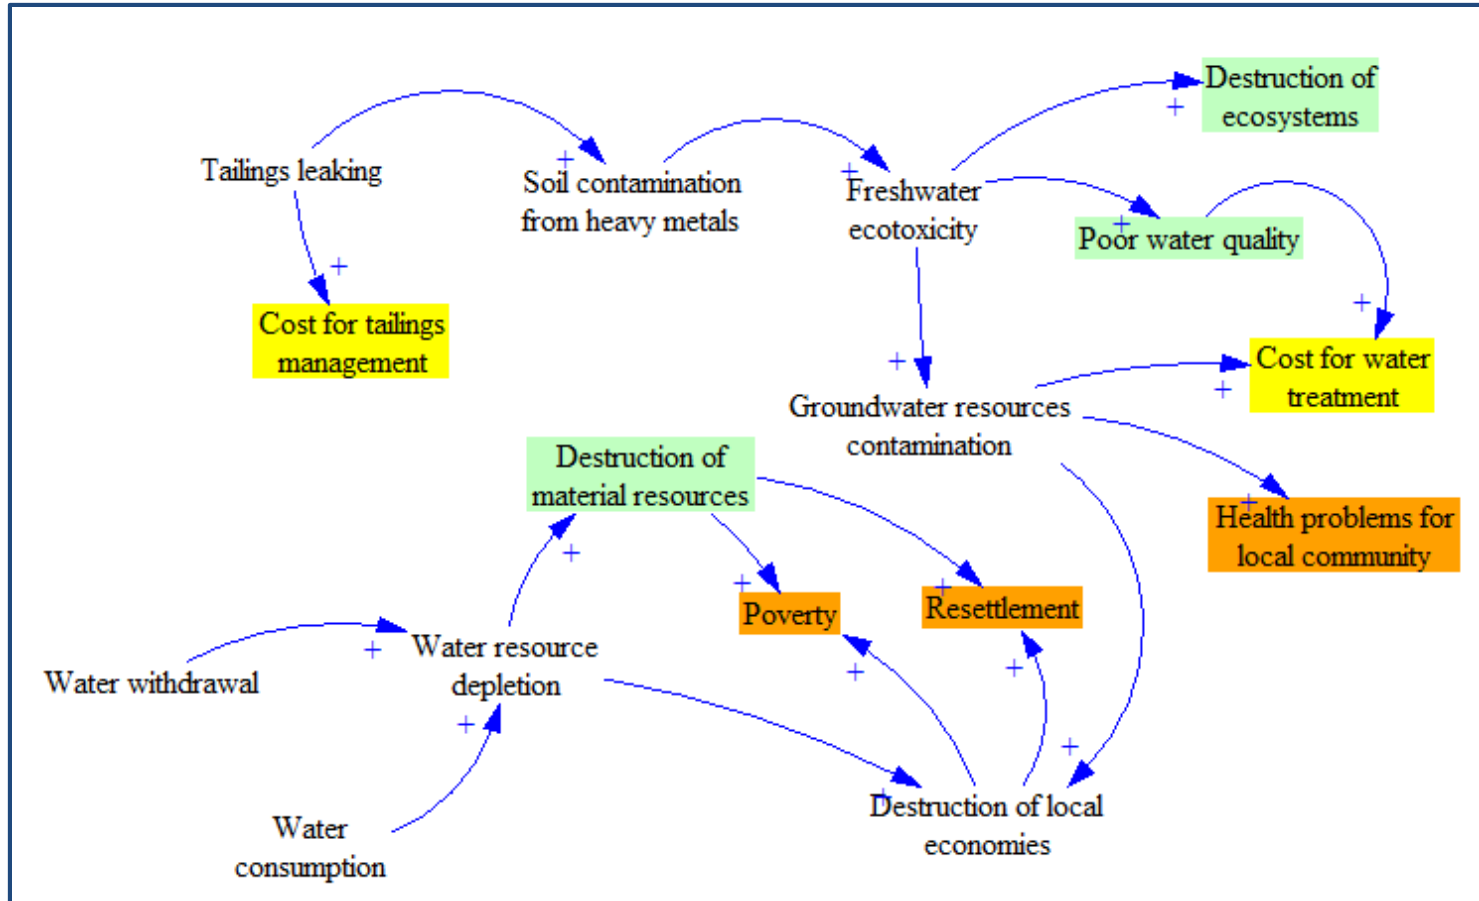 Destruction of
ecosystems
+
Tailings leaking
+
Soil contamination
from heavy metals
+
Freshwater
ecotoxicity
+
Poor water quality
+
Cost for tailings
management
+
Cost for water
treatment
+
+
Groundwater resources
contamination
Destruction of
material resources
+
Health problems for
local community
+
+
Poverty
+
Resettlement
+
Water withdrawal
+
Water resource
depletion
+
+
+
+
+
Destruction of local
economies
Water
consumption